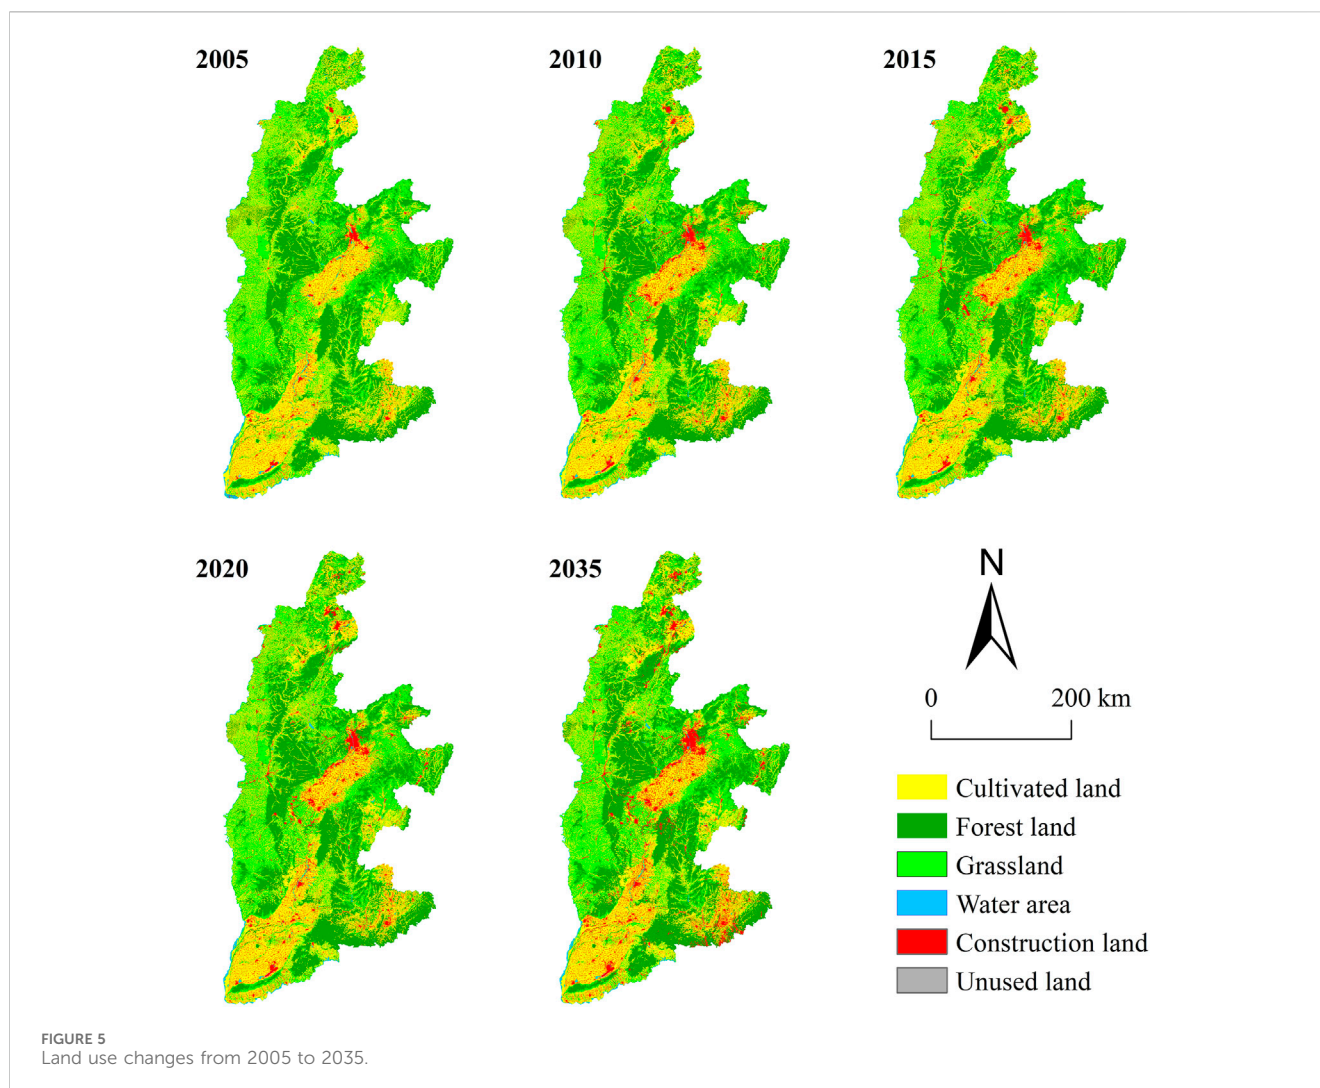 2005
2010
2015
2020
2035
N
0
200 km
Cultivated land
Forest land
Grassland
Water area
Construction land
Unused land
FIGURE 5
Land use changes from 2005 to 2035.